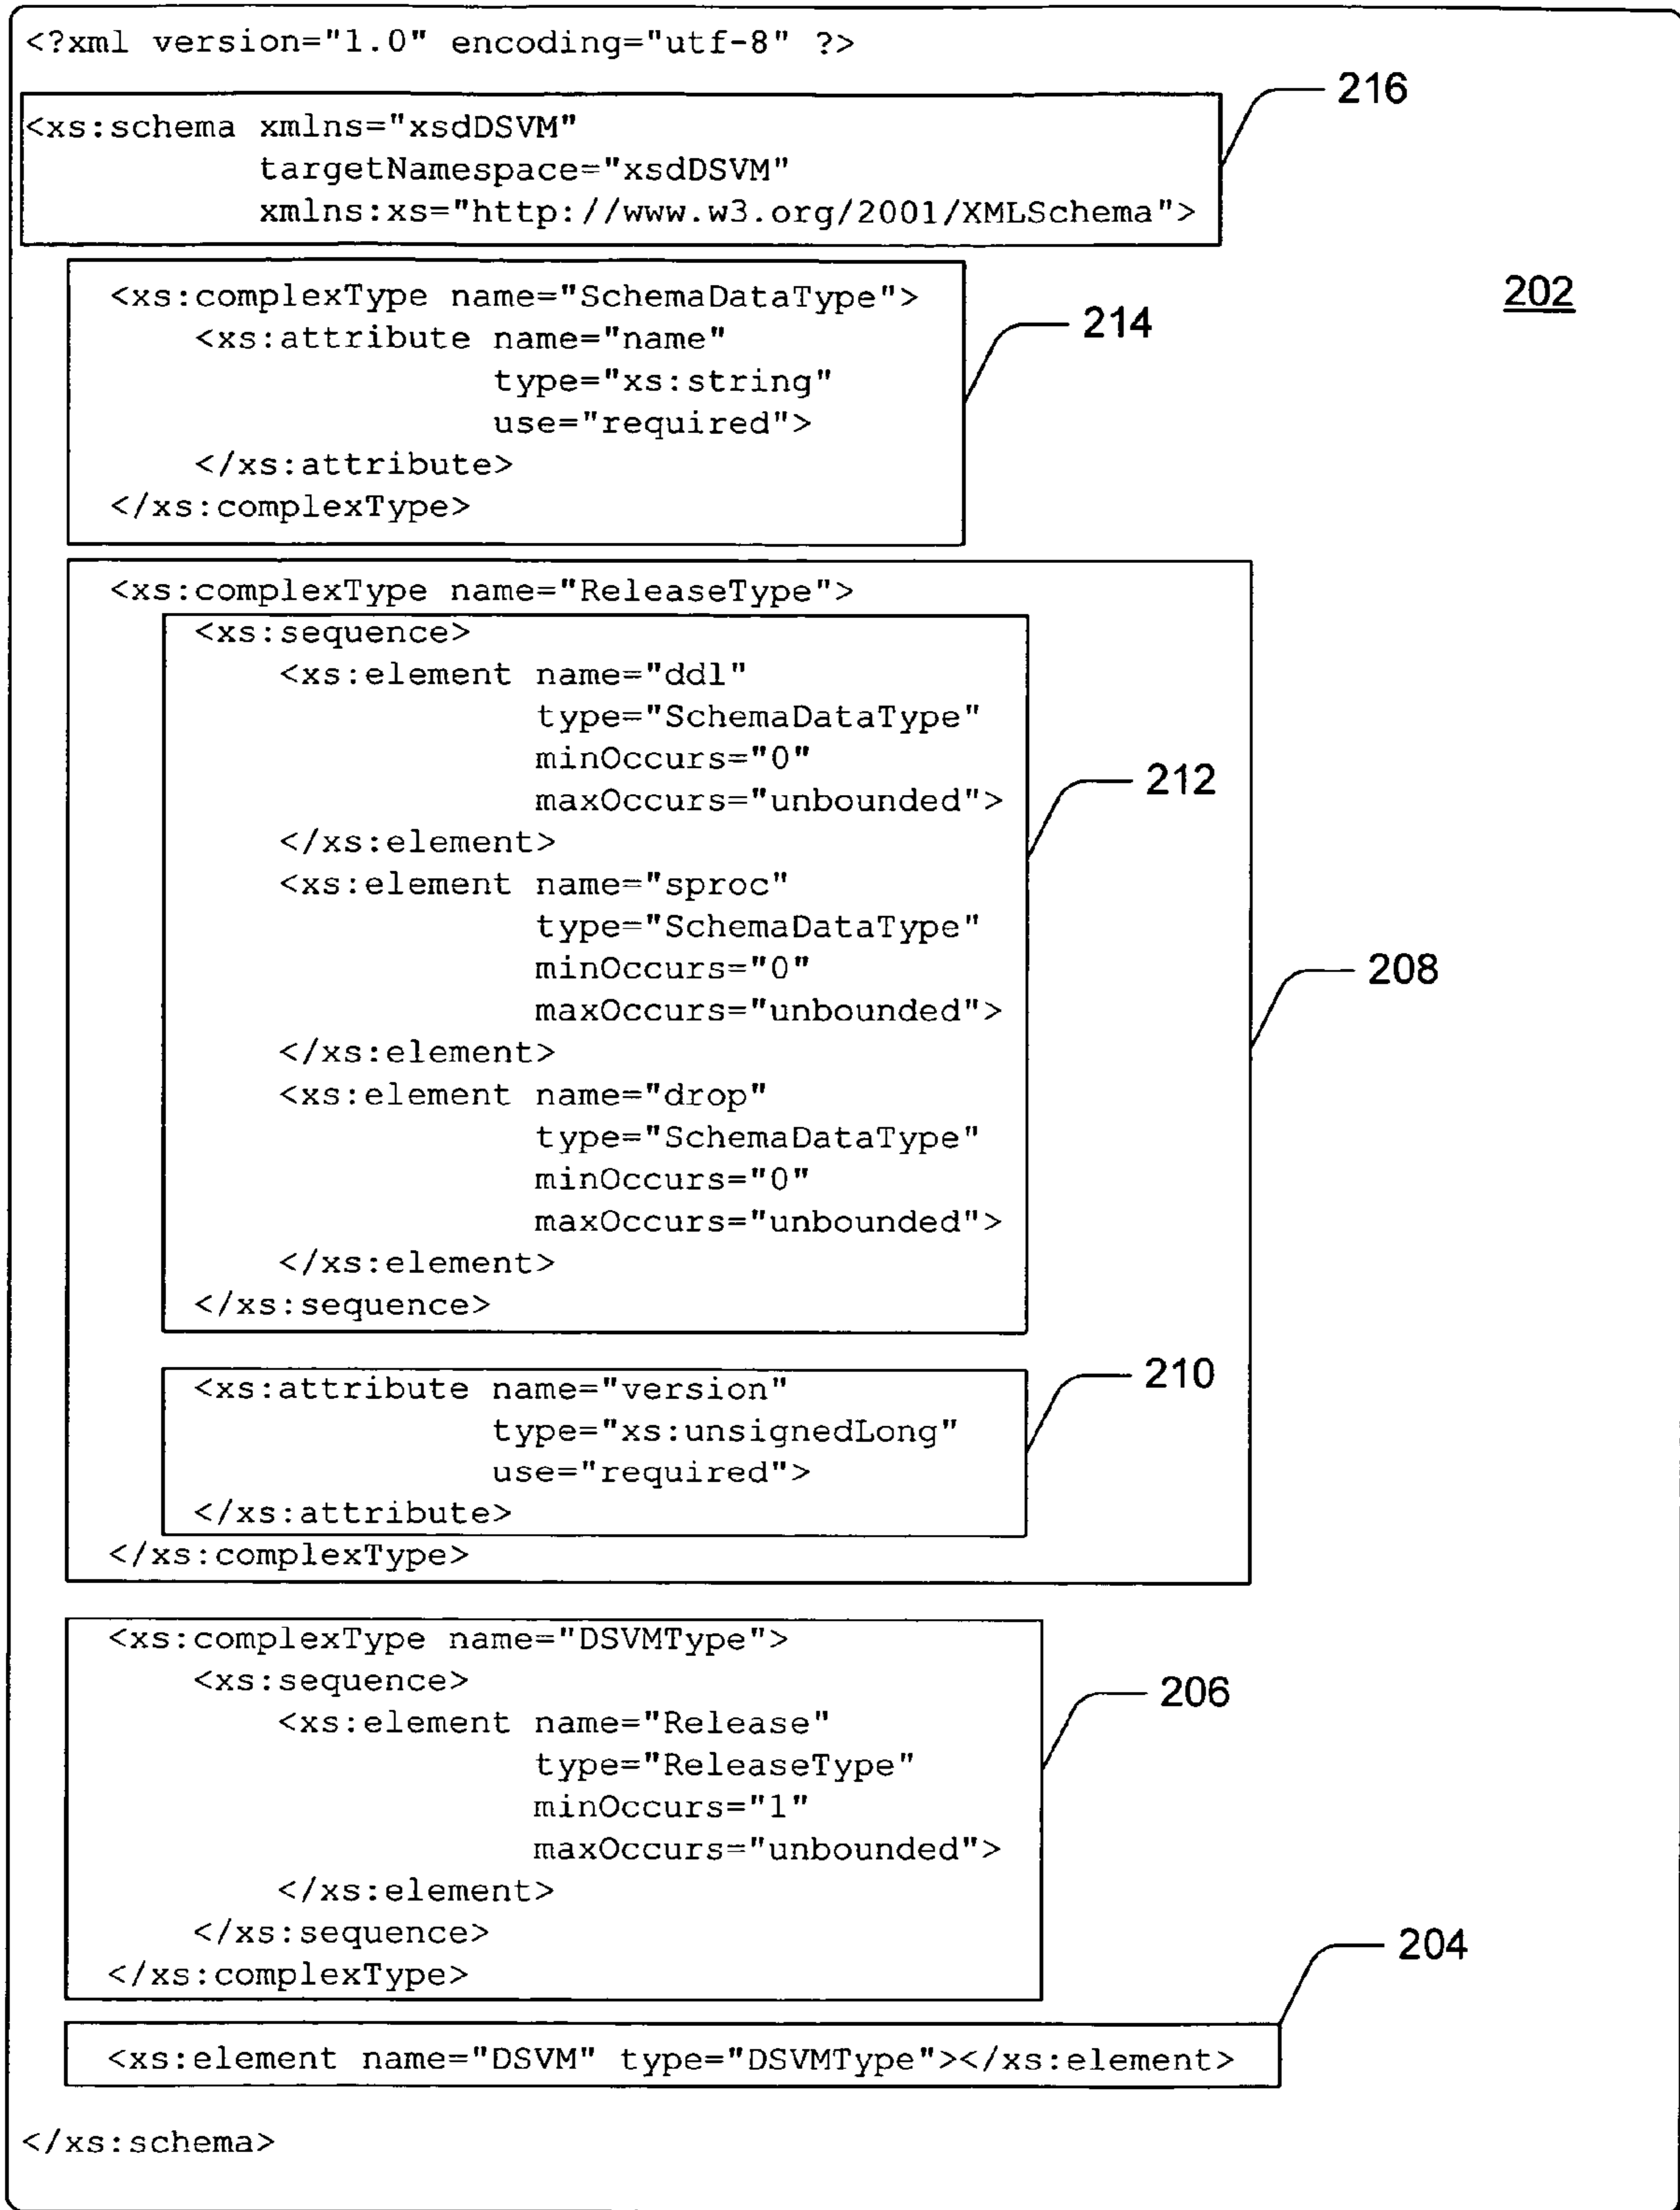 <?xml version="1.0" encoding="utf-8" ?>
216
<xs:schema xmlns="xsdDSVM"
targetNamespace="xsdDSVM"
xmlns:xs="http://www.w3.org/2001/XMLSchema">
202
<xs:complexType name="SchemaDataType">
214
<xs:attribute name="name"
type="xs:string"
use="required">
</xs:attribute>
</xs:complexType>
<xs:complexType name="ReleaseType">
<xs:sequence>
<xs:element name="ddl"
type="SchemaDataType"
minOccurs="0"
212
maxOccurs="unbounded">
</xs:element>
<xs:element name="sproc"
type="SchemaDataType"
minOccurs="0"
208
maxOccurs="unbounded">
</xs:element>
<xs:element name="drop"
type="SchemaDataType"
minOccurs="0"
maxOccurs="unbounded">
</xs:element>
</xs:sequence>
210
<xs:attribute name="version"
type="xs:unsignedLong"
use="required">
</xs:attribute>
</xs:complexType>
<xs:complexType name="DSVMType">
<xs:sequence>
206
<xs:element name="Release"
type="ReleaseType"
minOccurs="1"
maxOccurs="unbounded">
</xs:element>
</xs:sequence>
204
</xs:complexType>
<xs:element name="DSVM" type="DSVMType"></xs:element>
</xs:schema>